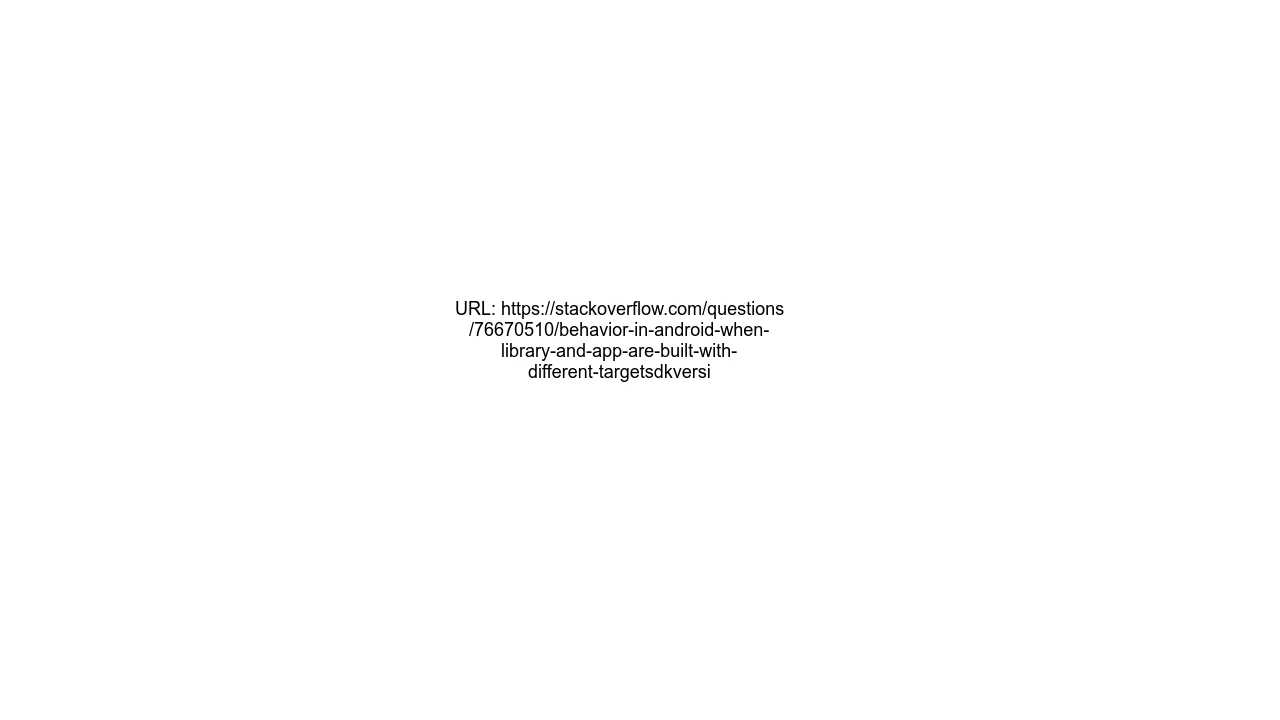 URL: https://stackoverflow.com/questions
/76670510/behavior-in-android-when-
library-and-app-are-built-with-
different-targetsdkversi